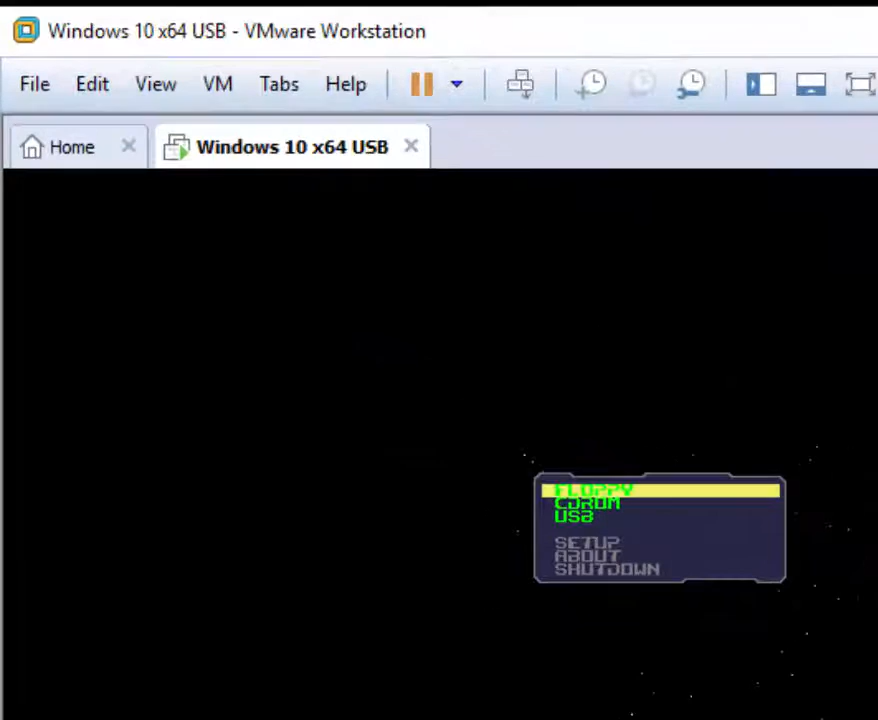 Windows 10 x64 USB - VMware Workstation
File Edit View VM Tabs Help
Home Windows 10 x64 USB
FLOPPY
CDROM
USB
SETUP
ABOUT
SHUTDOWN